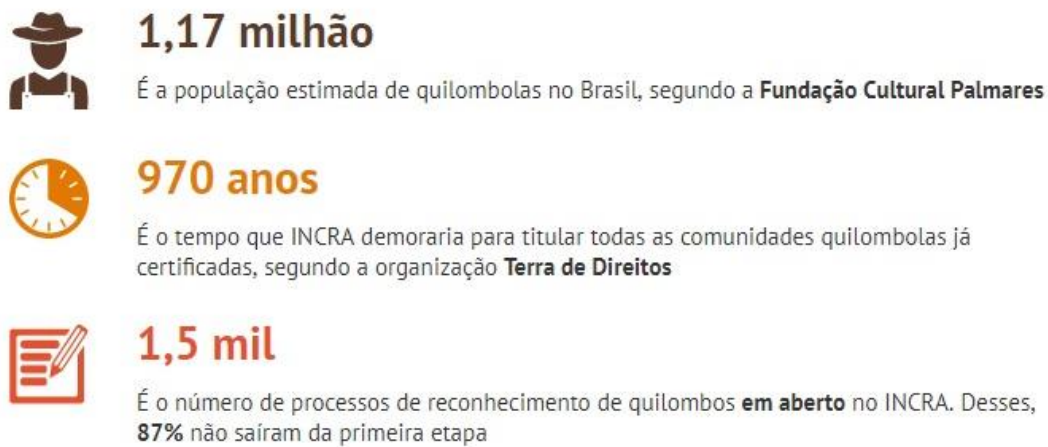 1,17 milhão
É a população estimada de quilombolas no Brasil, segundo a Fundação Cultural Palmares
970 anos
É o tempo que INCRA demoraria para titular todas as comunidades quilombolas já
certificadas, segundo a organização Terra de Direitos
1,5 mil
É o número de processos de reconhecimento de quilombos em aberto no INCRA. Desses,
87% não saíram da primeira etapa